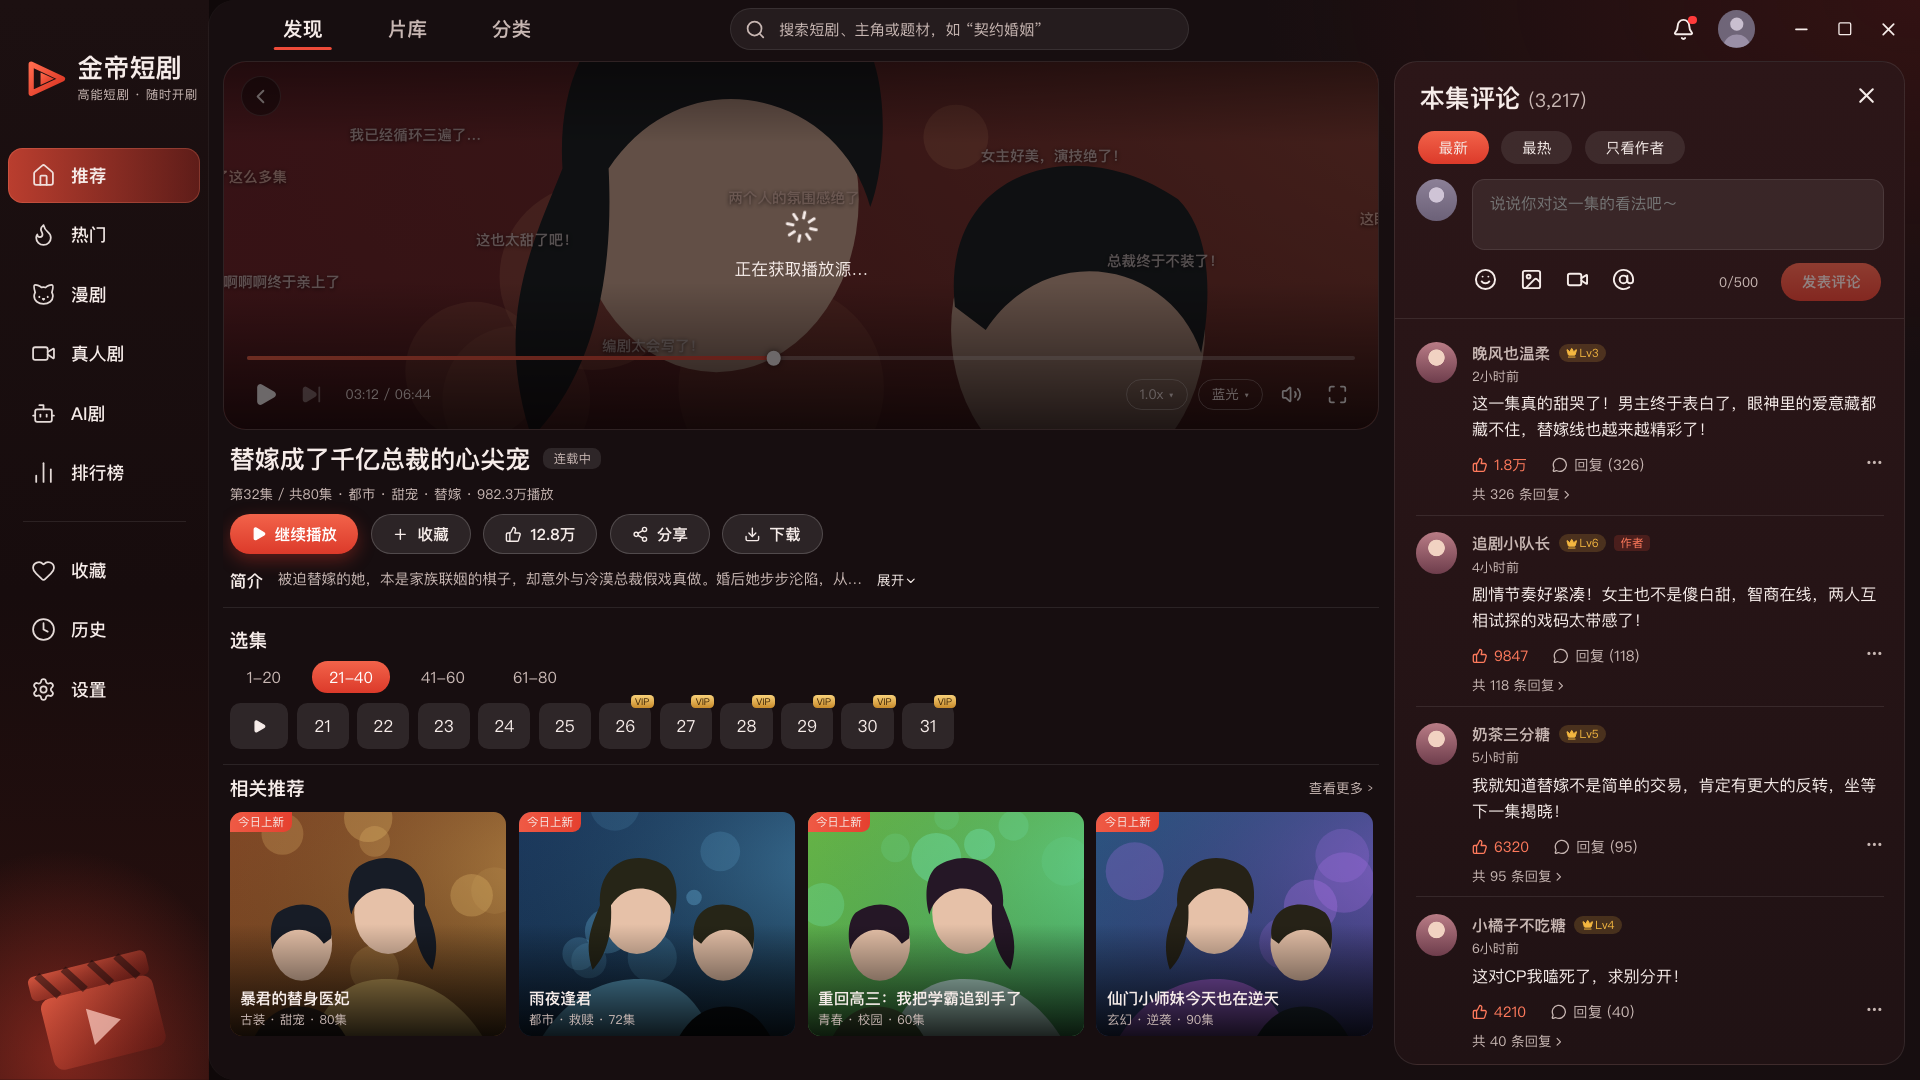 金帝短剧
高能短剧 · 随时开刷
推荐
热门
漫剧
真人剧
AI剧
排行榜
收藏
历史
设置
发现
片库
分类
搜索短剧、主角或题材，如 “契约婚姻”
我已经循环三遍了…
女主好美，演技绝了！
这么多集
两个人的氛围感绝了
这也太甜了吧！
总裁终于不装了！
啊啊啊终于亲上了
正在获取播放源…
编剧太会写了！
03:12 / 06:44
1.0x
蓝光
替嫁成了千亿总裁的心尖宠
连载中
第32集 / 共80集 · 都市 · 甜宠 · 替嫁 · 982.3万播放
继续播放
收藏
12.8万
分享
下载
简介
被迫替嫁的她，本是家族联姻的棋子，却意外与冷漠总裁假戏真做。婚后她步步沦陷，从…
展开
选集
1–20
21–40
41–60
61–80
21
22
23
24
25
VIP
26
VIP
27
VIP
28
VIP
29
VIP
30
VIP
31
相关推荐
查看更多 ›
今日上新
暴君的替身医妃
古装 · 甜宠 · 80集
今日上新
雨夜逢君
都市 · 救赎 · 72集
今日上新
重回高三：我把学霸追到手了
青春 · 校园 · 60集
今日上新
仙门小师妹今天也在逆天
玄幻 · 逆袭 · 90集
本集评论 (3,217)
最新
最热
只看作者
说说你对这一集的看法吧～
0/500
发表评论
晚风也温柔
Lv3
2小时前
这一集真的甜哭了！男主终于表白了，眼神里的爱意藏都
藏不住，替嫁线也越来越精彩了！
1.8万
回复 (326)
共 326 条回复
追剧小队长
Lv6
作者
4小时前
剧情节奏好紧凑！女主也不是傻白甜，智商在线，两人互
相试探的戏码太带感了！
9847
回复 (118)
共 118 条回复
奶茶三分糖
Lv5
5小时前
我就知道替嫁不是简单的交易，肯定有更大的反转，坐等
下一集揭晓！
6320
回复 (95)
共 95 条回复
小橘子不吃糖
Lv4
6小时前
这对CP我嗑死了，求别分开！
4210
回复 (40)
共 40 条回复